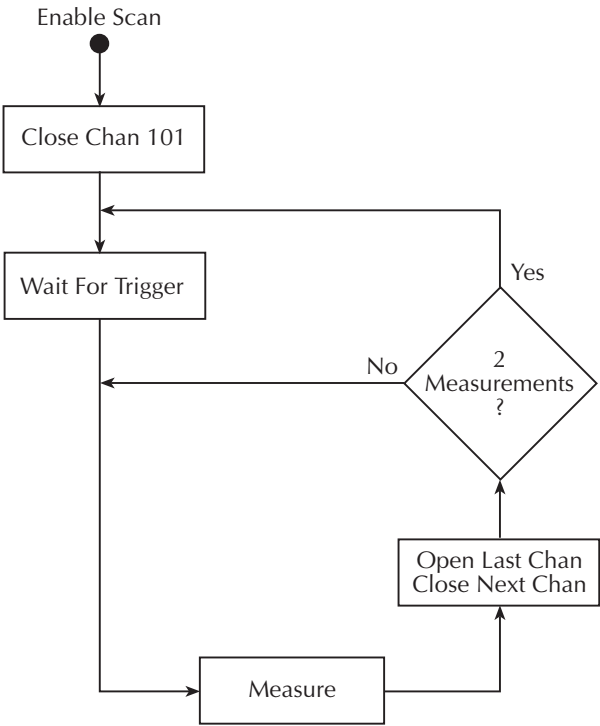 Enable Scan
Close Chan 101
Wait For Trigger
Yes
No
2
Measurements
?
Open Last Chan
Close Next Chan
Measure